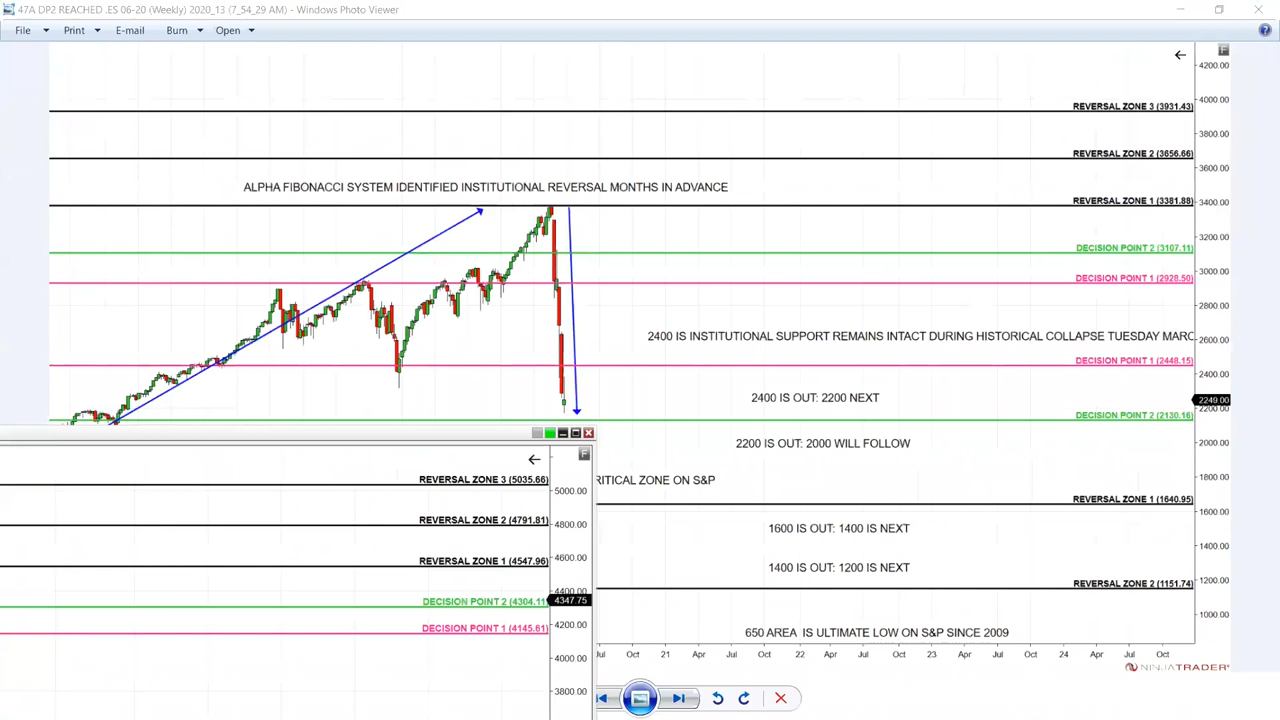 47A DP2 REACHED .ES 06-20 (Weekly) 2020_13 (7_54_29 AM) - Windows Photo Viewer
File Print E-mail Burn Open
F
4200.00
REVERSAL ZONE 3 (3931.43)
4000.00
3800.00
REVERSAL ZONE 2 (3656.66)
3600.00
ALPHA FIBONACCI SYSTEM IDENTIFIED INSTITUTIONAL REVERSAL MONTHS IN ADVANCE
REVERSAL ZONE 1 (3381.88)
3400.00
3200.00
DECISION POINT 2 (3107.11)
3000.00
DECISION POINT 1 (2928.50)
2800.00
2400 IS INSTITUTIONAL SUPPORT REMAINS INTACT DURING HISTORICAL COLLAPSE TUESDAY MARC
2600.00
DECISION POINT 1 (2448.15)
2400.00
2400 IS OUT: 2200 NEXT
2249.00
2200.00
DECISION POINT 2 (2130.16)
2200 IS OUT: 2000 WILL FOLLOW
2000.00
RITICAL ZONE ON S&P
1800.00
REVERSAL ZONE 1 (1640.95)
1600.00
1600 IS OUT: 1400 IS NEXT
1400.00
1400 IS OUT: 1200 IS NEXT
1200.00
REVERSAL ZONE 2 (1151.74)
1000.00
650 AREA IS ULTIMATE LOW ON S&P SINCE 2009
Jul Oct 21 Apr Jul Oct 22 Apr Jul Oct 23 Apr Jul Oct 24 Apr Jul Oct
NINJATRADER
F
REVERSAL ZONE 3 (5035.66)
5000.00
REVERSAL ZONE 2 (4791.81)
4800.00
REVERSAL ZONE 1 (4547.96)
4600.00
4400.00
DECISION POINT 2 (4304.11)
4347.75
DECISION POINT 1 (4145.61)
4200.00
4000.00
3800.00